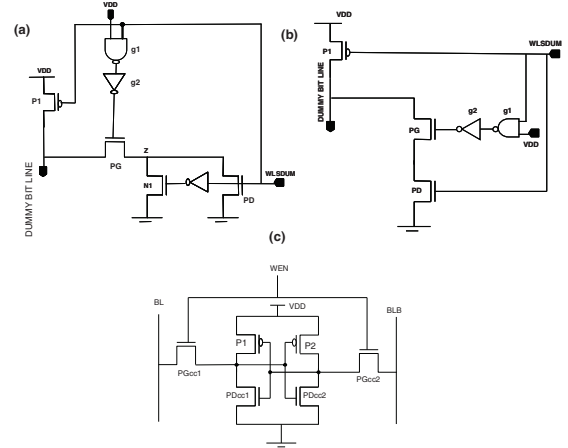 (a)
VDD
g1
VDD
g2
P1
Z
PG
N1
WLSDUM
PD
DUMMY BIT LINE
(b)
VDD
P1
WLSDUM
DUMMY BIT LINE
g2
g1
PG
VDD
PD
(c)
WEN
BL
VDD
BLB
P1
P2
PGcc1
PGcc2
PDcc1
PDcc2